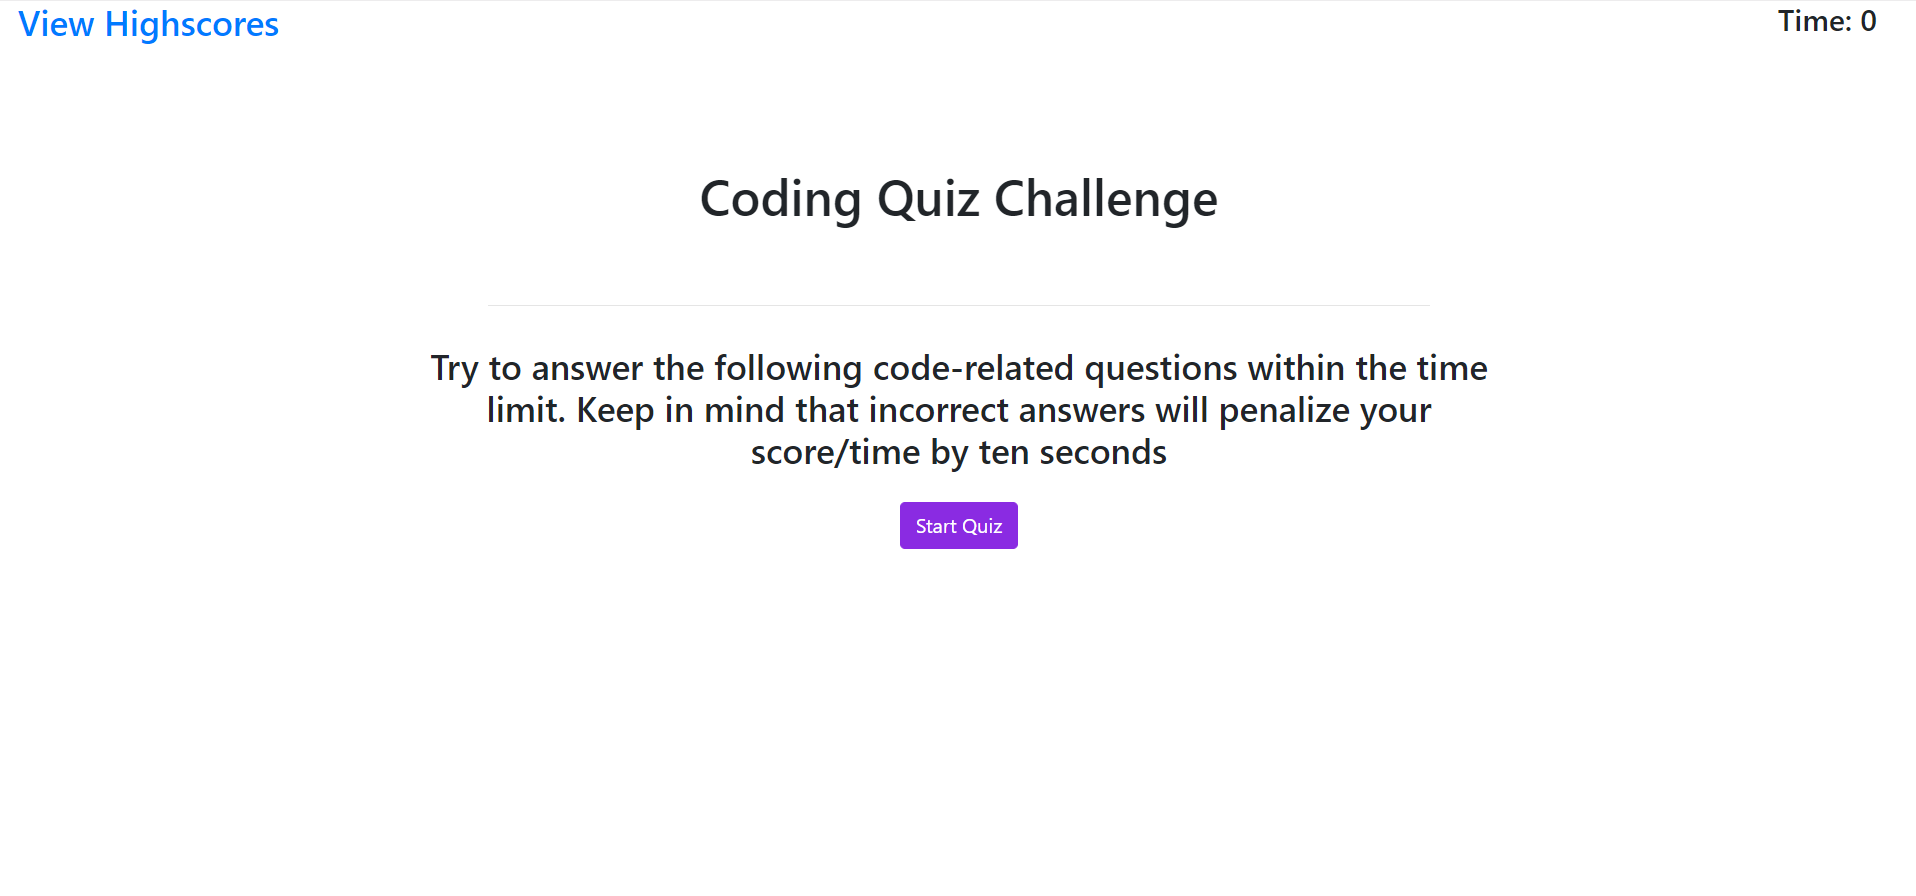 View Highscores
Time: 0
Coding Quiz Challenge
Try to answer the following code-related questions within the time
limit. Keep in mind that incorrect answers will penalize your
score/time by ten seconds
Start Quiz